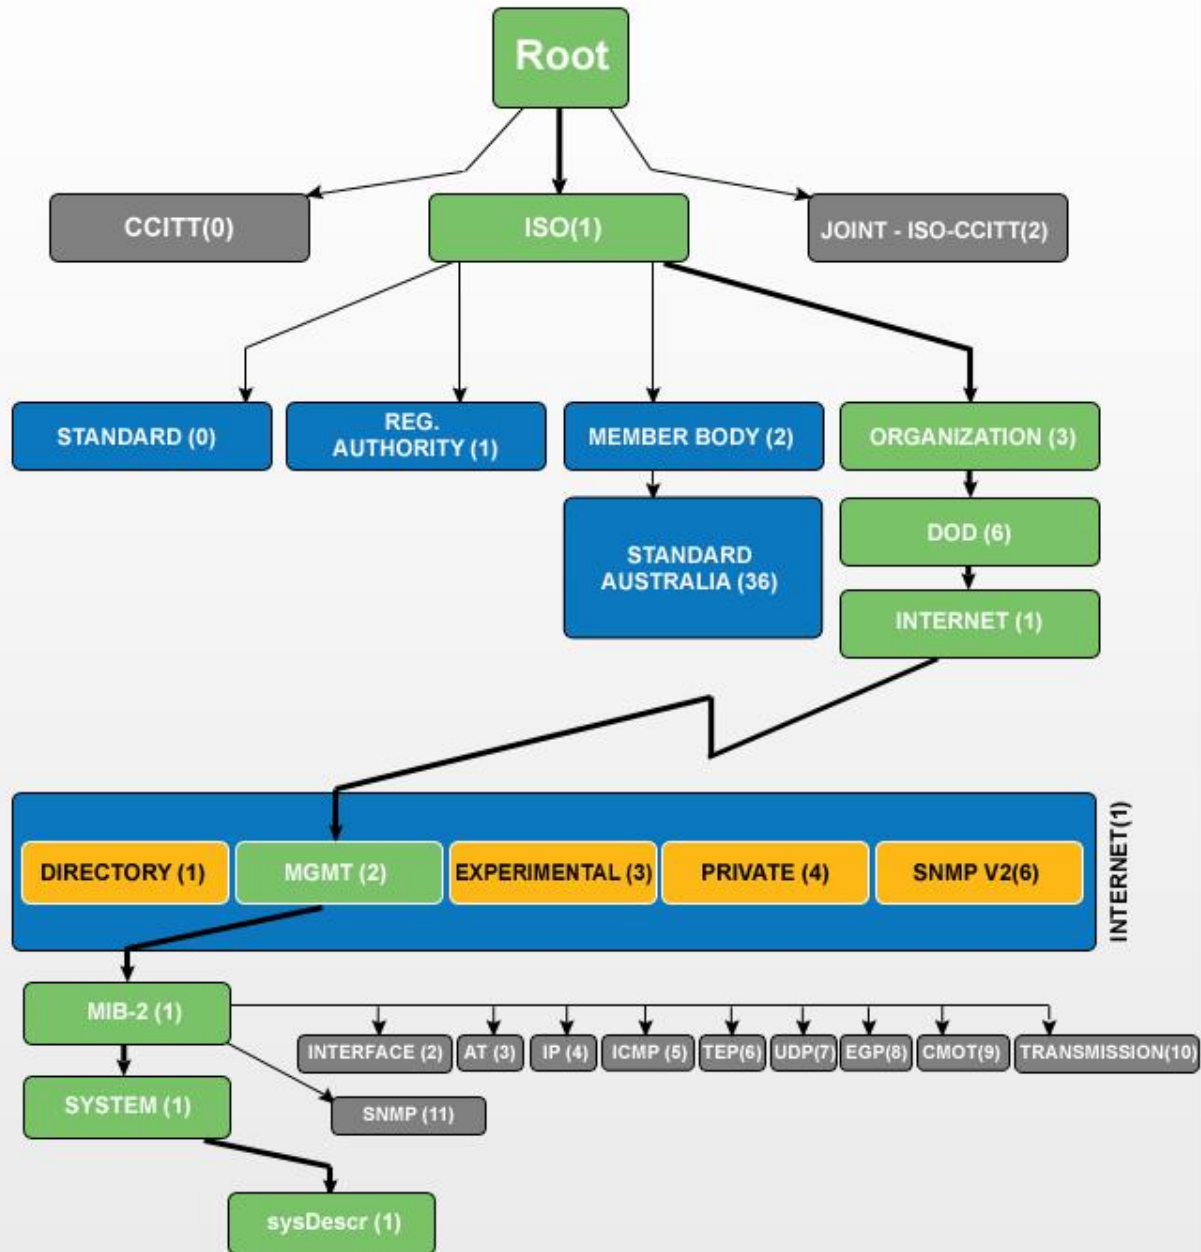 Root
CCITT(0)
ISO(1)
JOINT - ISO-CCITT(2)
STANDARD (0)
REG.
AUTHORITY (1)
MEMBER BODY (2)
ORGANIZATION (3)
STANDARD
AUSTRALIA (36)
DOD (6)
INTERNET (1)
DIRECTORY (1)
MGMT (2)
EXPERIMENTAL (3)
PRIVATE (4)
SNMP V2(6)
INTERNET(1)
MIB-2 (1)
INTERFACE (2)
AT (3)
IP (4)
ICMP (5)
TEP(6)
UDP(7)
EGP(8)
CMOT(9)
TRANSMISSION(10)
SYSTEM (1)
SNMP (11)
sysDescr (1)